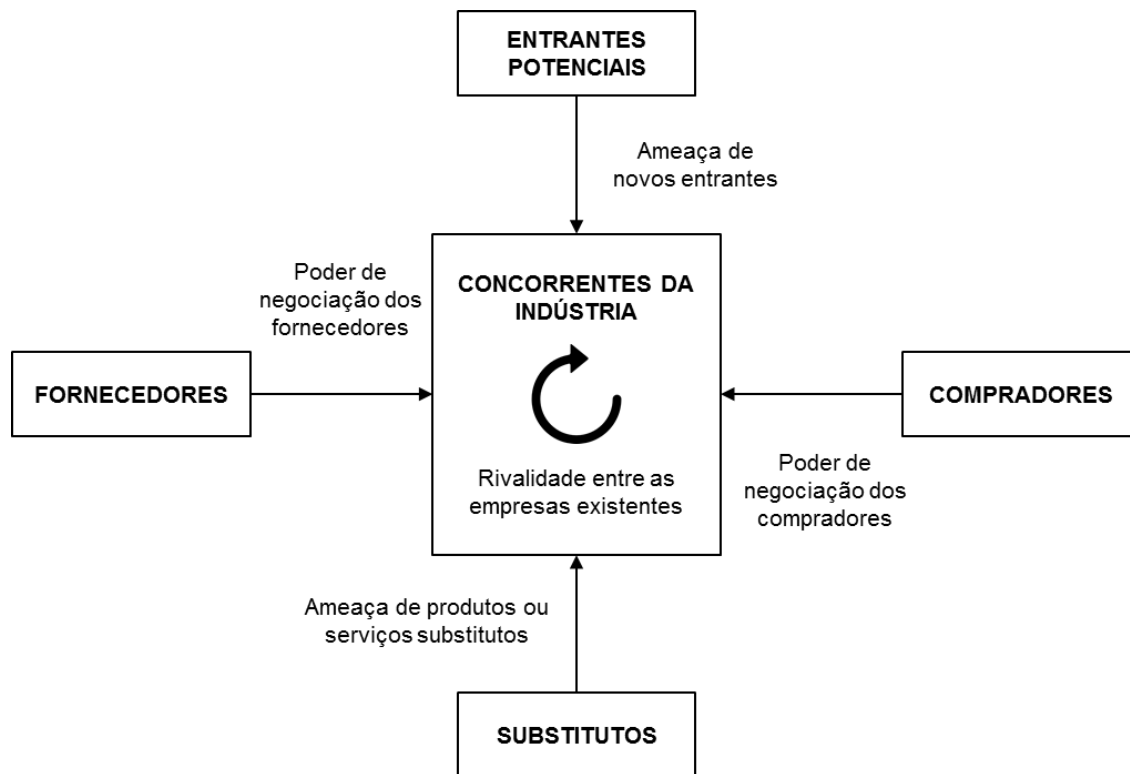 ENTRANTES
POTENCIAIS
Ameaça de
novos entrantes
Poder de
negociação dos
fornecedores
CONCORRENTES DA
INDÚSTRIA
FORNECEDORES
COMPRADORES
Rivalidade entre as
empresas existentes
Poder de
negociação dos
compradores
Ameaça de produtos ou
serviços substitutos
SUBSTITUTOS